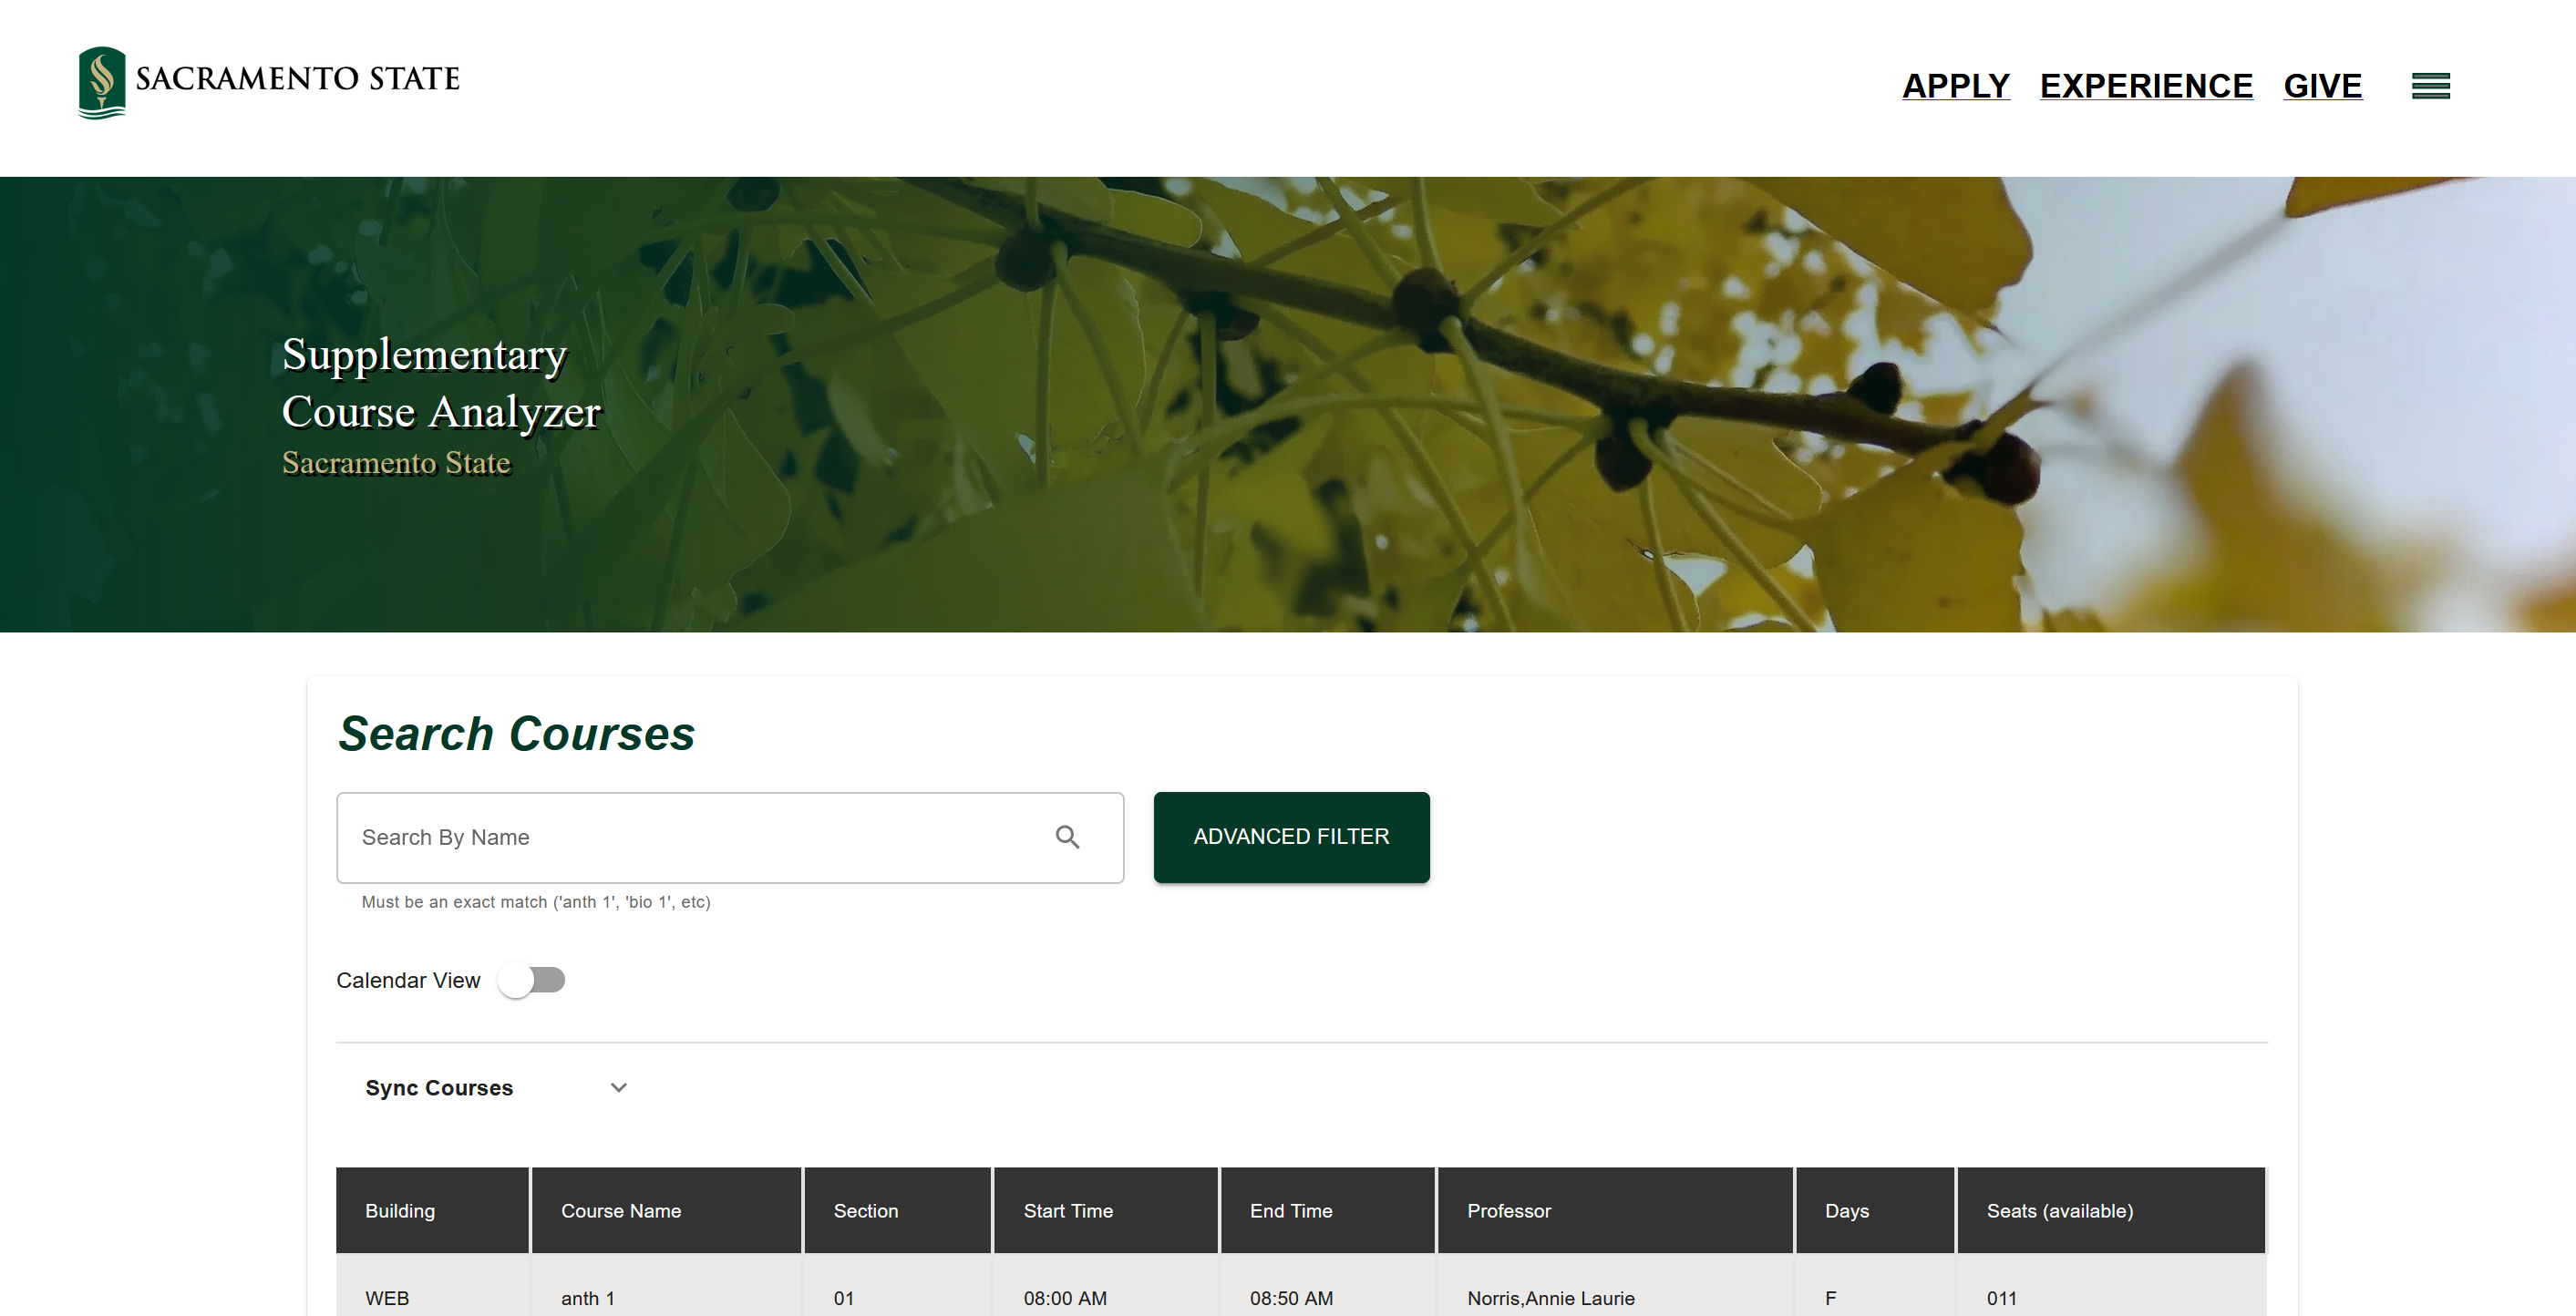 SACRAMENTO STATE
APPLY EXPERIENCE GIVE
Supplementary
Course Analyzer
Sacramento State
Search Courses
Search By Name
ADVANCED FILTER
Must be an exact match ('anth 1', 'bio 1', etc)
Calendar View
Sync Courses
Building Course Name Section Start Time End Time Professor Days Seats (available)
WEB anth 1 01 08:00 AM 08:50 AM Norris,Annie Laurie F 011